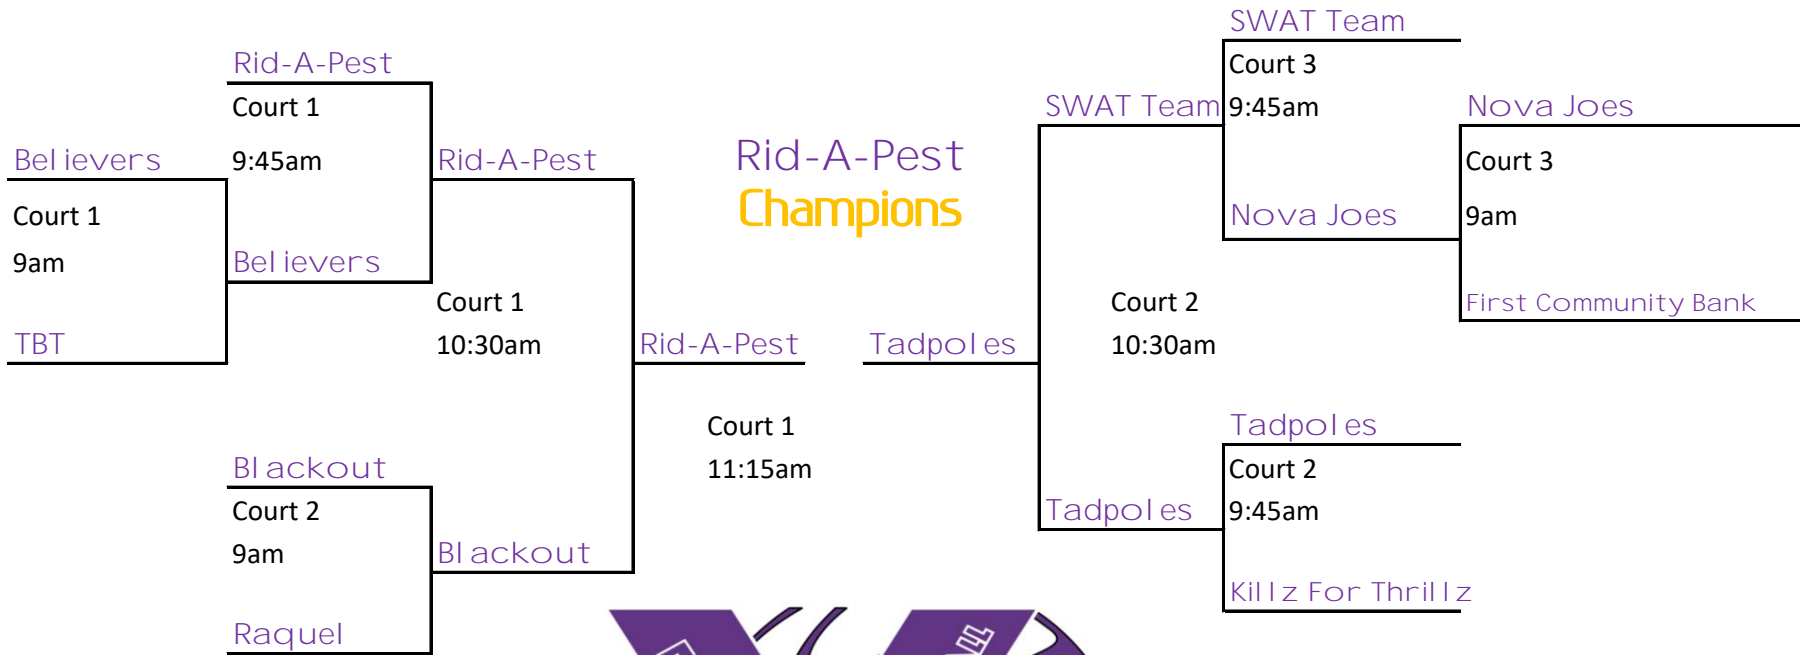 SWAT Team
Rid-A-Pest
Court 3
Court 1
SWAT Team
9:45am
Nova Joes
Believers
9:45am
Rid-A-Pest
Rid-A-Pest
Court 3
Champions
Court 1
Nova Joes
9am
9am
Believers
Court 1
Court 2
First Community Bank
TBT
10:30am
Rid-A-Pest
Tadpoles
10:30am
Court 1
Tadpoles
Blackout
11:15am
Court 2
Court 2
Tadpoles
9:45am
9am
Blackout
Killz For Thrillz
Raquel